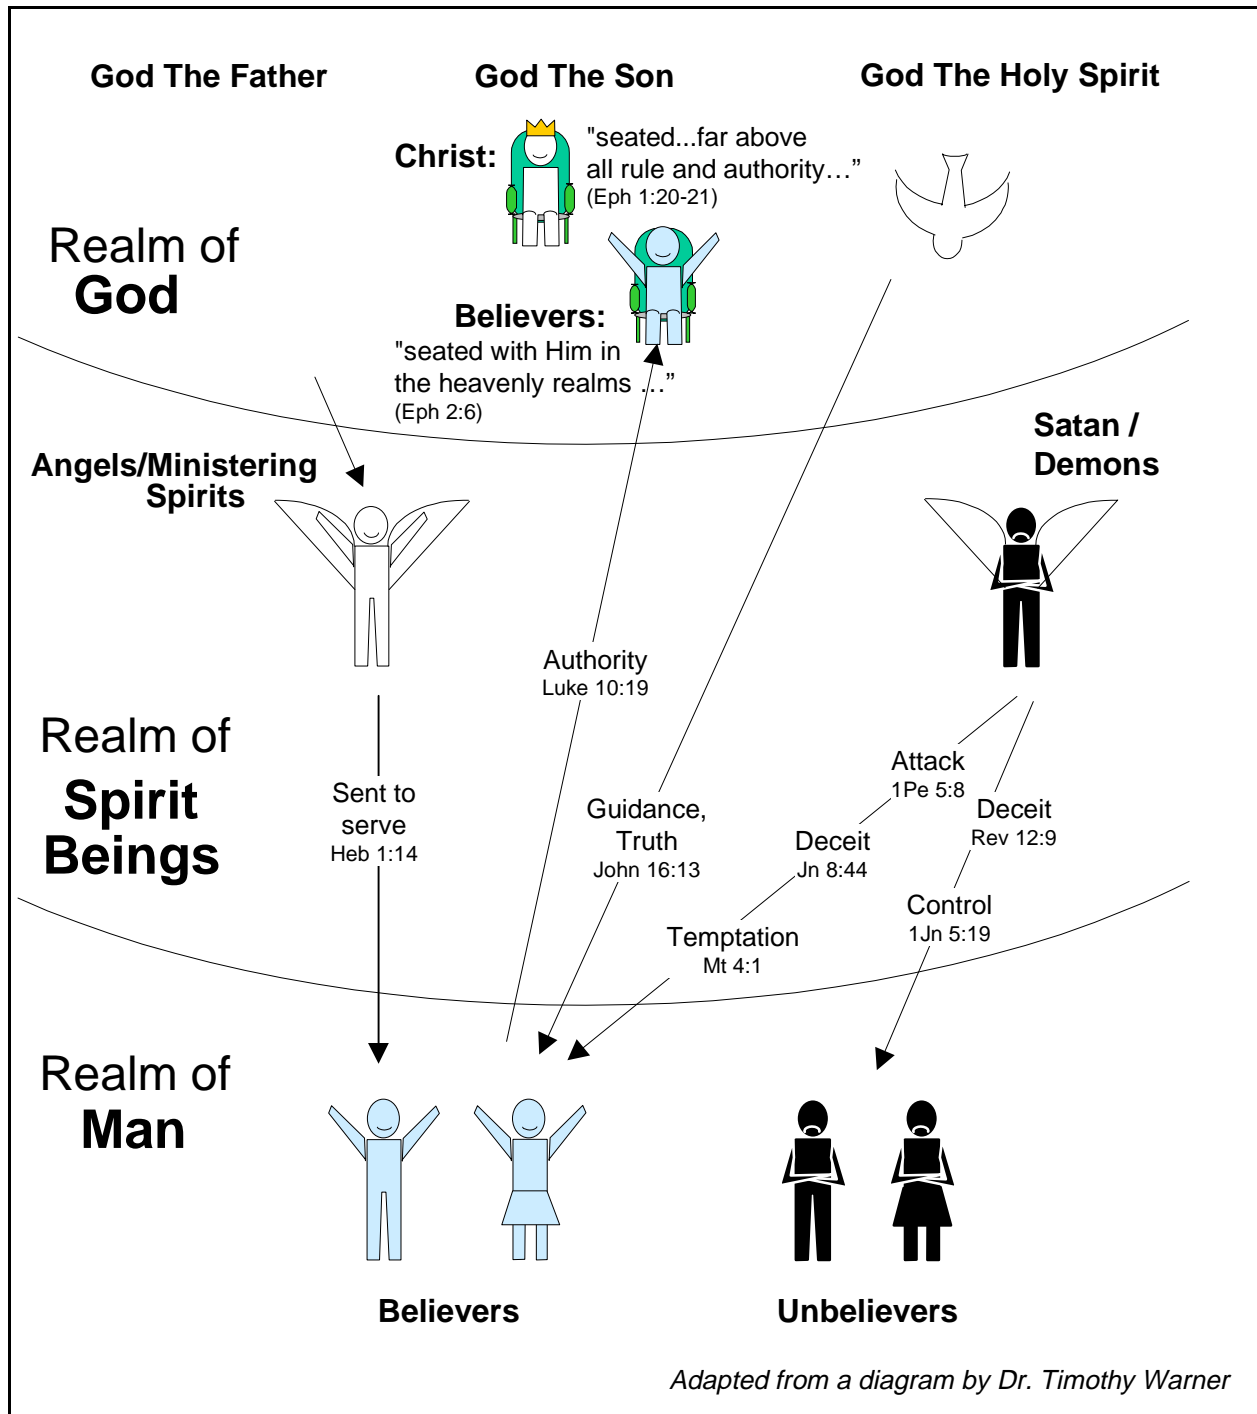 God The Father
God The Son
God The Holy Spirit
Christ:
"seated...far above
all rule and authority…”
(Eph 1:20-21)
Realm of
God
Believers:
"seated with Him in
the heavenly realms …”
(Eph 2:6)
Angels/Ministering
Spirits
Satan /
Demons
Realm of
Spirit
Beings
Sent to
serve
Heb 1:14
Authority
Luke 10:19
Guidance,
Truth
John 16:13
Attack
1Pe 5:8
Deceit
Jn 8:44
Temptation
Mt 4:1
Deceit
Rev 12:9
Control
1Jn 5:19
Realm of
Man
Believers
Unbelievers
Adapted from a diagram by Dr. Timothy Warner